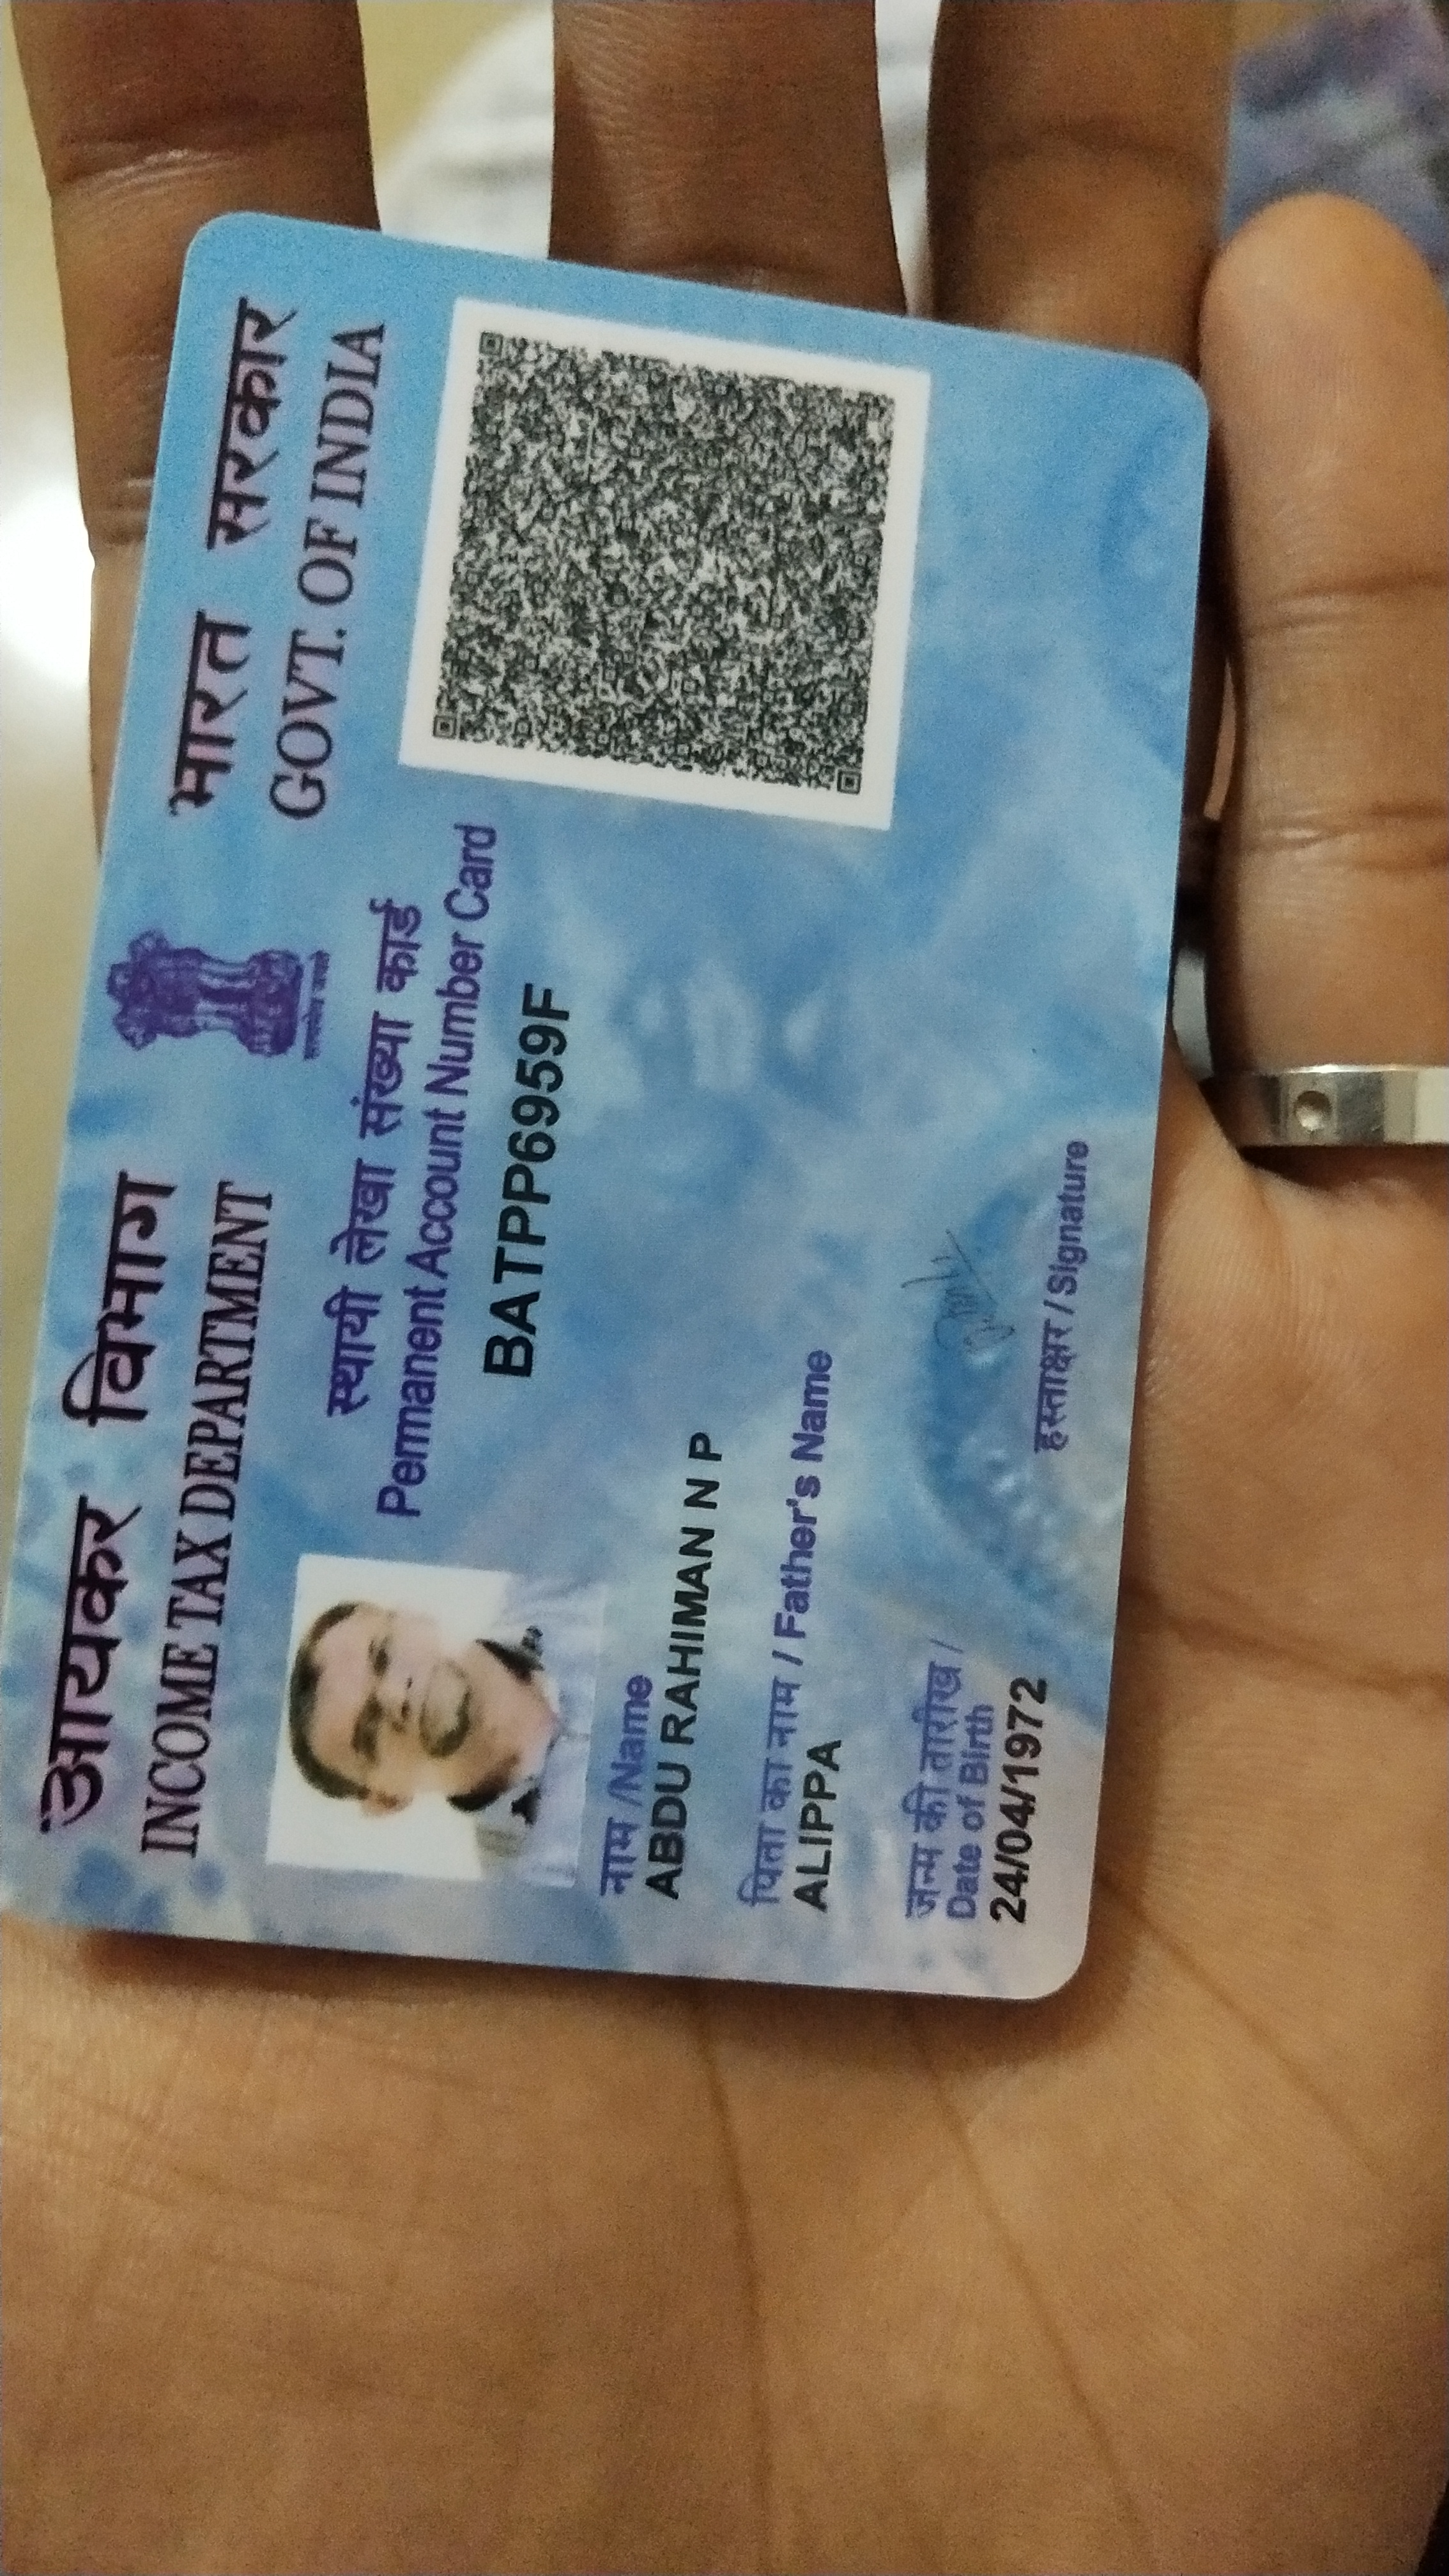 आयकर विभाग
INCOME TAX DEPARTMENT
भारत सरकार
GOVT. OF INDIA
सत्यमेव जयते
स्थायी लेखा संख्या कार्ड
Permanent Account Number Card
BATPP6959F
नाम /Name
ABDU RAHIMAN N P
पिता का नाम / Father's Name
ALIPPA
जन्म की तारीख /
Date of Birth
24/04/1972
हस्ताक्षर / Signature